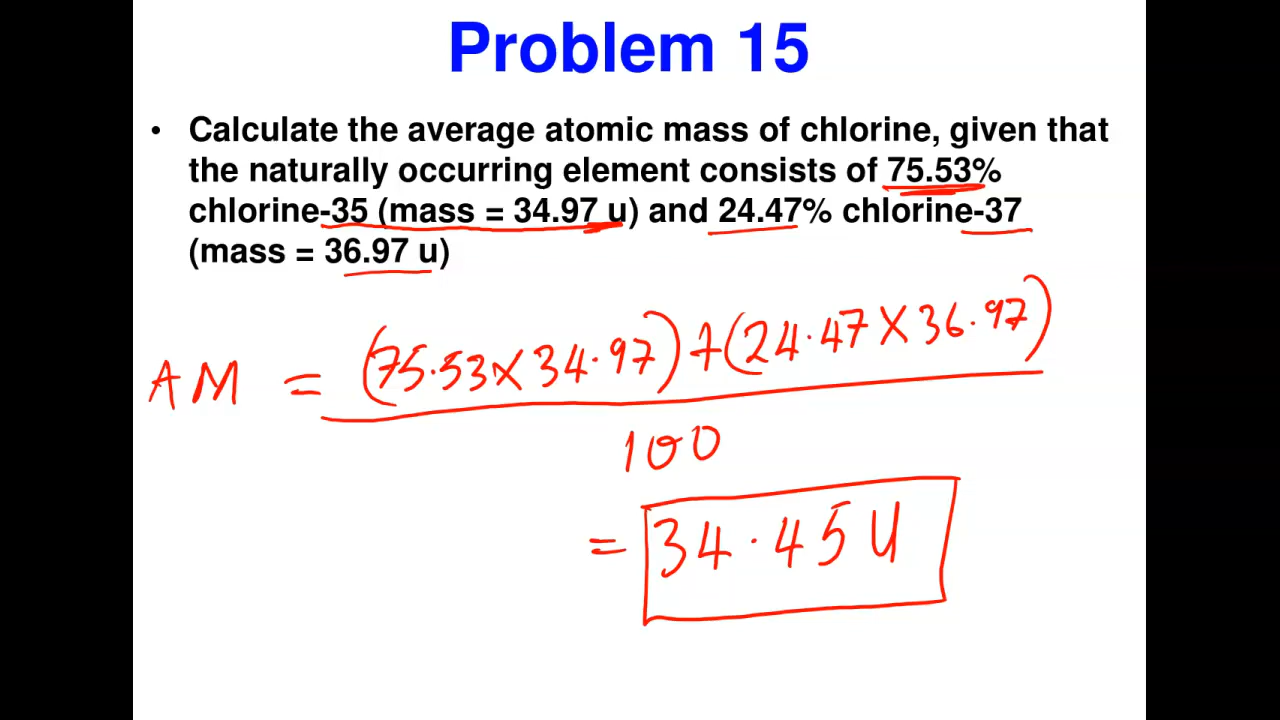 Problem 15
• Calculate the average atomic mass of chlorine, given that
the naturally occurring element consists of 75.53%
chlorine-35 (mass = 34.97 u) and 24.47% chlorine-37
(mass = 36.97 u)
AM = (75.53×34.97)+(24.47×36.97)
100
= 34.45 U